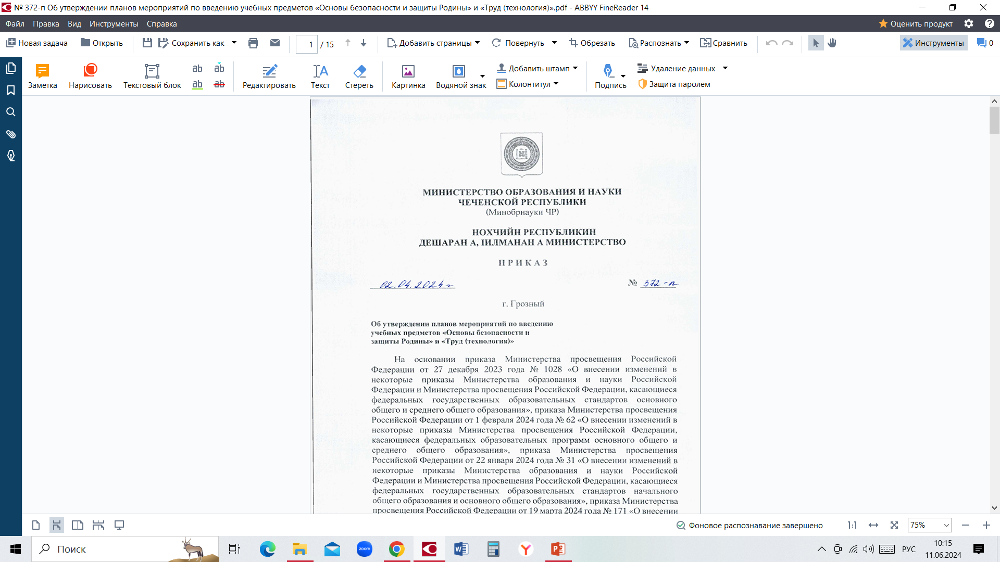 № 372-п Об утверждении планов мероприятий по введению учебных предметов «Основы безопасности и защиты Родины» и «Труд (технология)».pdf - ABBYY FineReader 14
Файл Правка Вид Инструменты Справка Оценить продукт
Новая задача Открыть Сохранить как 1 / 15 Добавить страницы Повернуть Обрезать Распознать Сравнить Инструменты 0
Заметка Нарисовать Текстовый блок ab ab ab ab Редактировать Текст Стереть Картинка Водяной знак Добавить штамп Колонтитул Подпись Удаление данных Защита паролем
МИНИСТЕРСТВО ОБРАЗОВАНИЯ И НАУКИ
ЧЕЧЕНСКОЙ РЕСПУБЛИКИ
(Минобрнауки ЧР)
НОХЧИЙН РЕСПУБЛИКИН
ДЕШАРАН А, IИЛМАНАН А МИНИСТЕРСТВО
П Р И К А З
02.04.2024 г № 372-п
г. Грозный
Об утверждении планов мероприятий по введению
учебных предметов «Основы безопасности и
защиты Родины» и «Труд (технология)»
На основании приказа Министерства просвещения Российской
Федерации от 27 декабря 2023 года № 1028 «О внесении изменений в
некоторые приказы Министерства образования и науки Российской
Федерации и Министерства просвещения Российской Федерации, касающиеся
федеральных государственных образовательных стандартов основного
общего и среднего общего образования», приказа Министерства просвещения
Российской Федерации от 1 февраля 2024 года № 62 «О внесении изменений в
некоторые приказы Министерства просвещения Российской Федерации,
касающиеся федеральных образовательных программ основного общего и
среднего общего образования», приказа Министерства просвещения
Российской Федерации от 22 января 2024 года № 31 «О внесении изменений в
некоторые приказы Министерства образования и науки Российской
Федерации и Министерства просвещения Российской Федерации, касающиеся
федеральных государственных образовательных стандартов начального
общего образования и основного общего образования», приказа Министерства
просвещения Российской Федерации от 19 марта 2024 года № 171 «О внесении
Фоновое распознавание завершено 1:1 75%
Поиск zoom РУС 10:15
11.06.2024